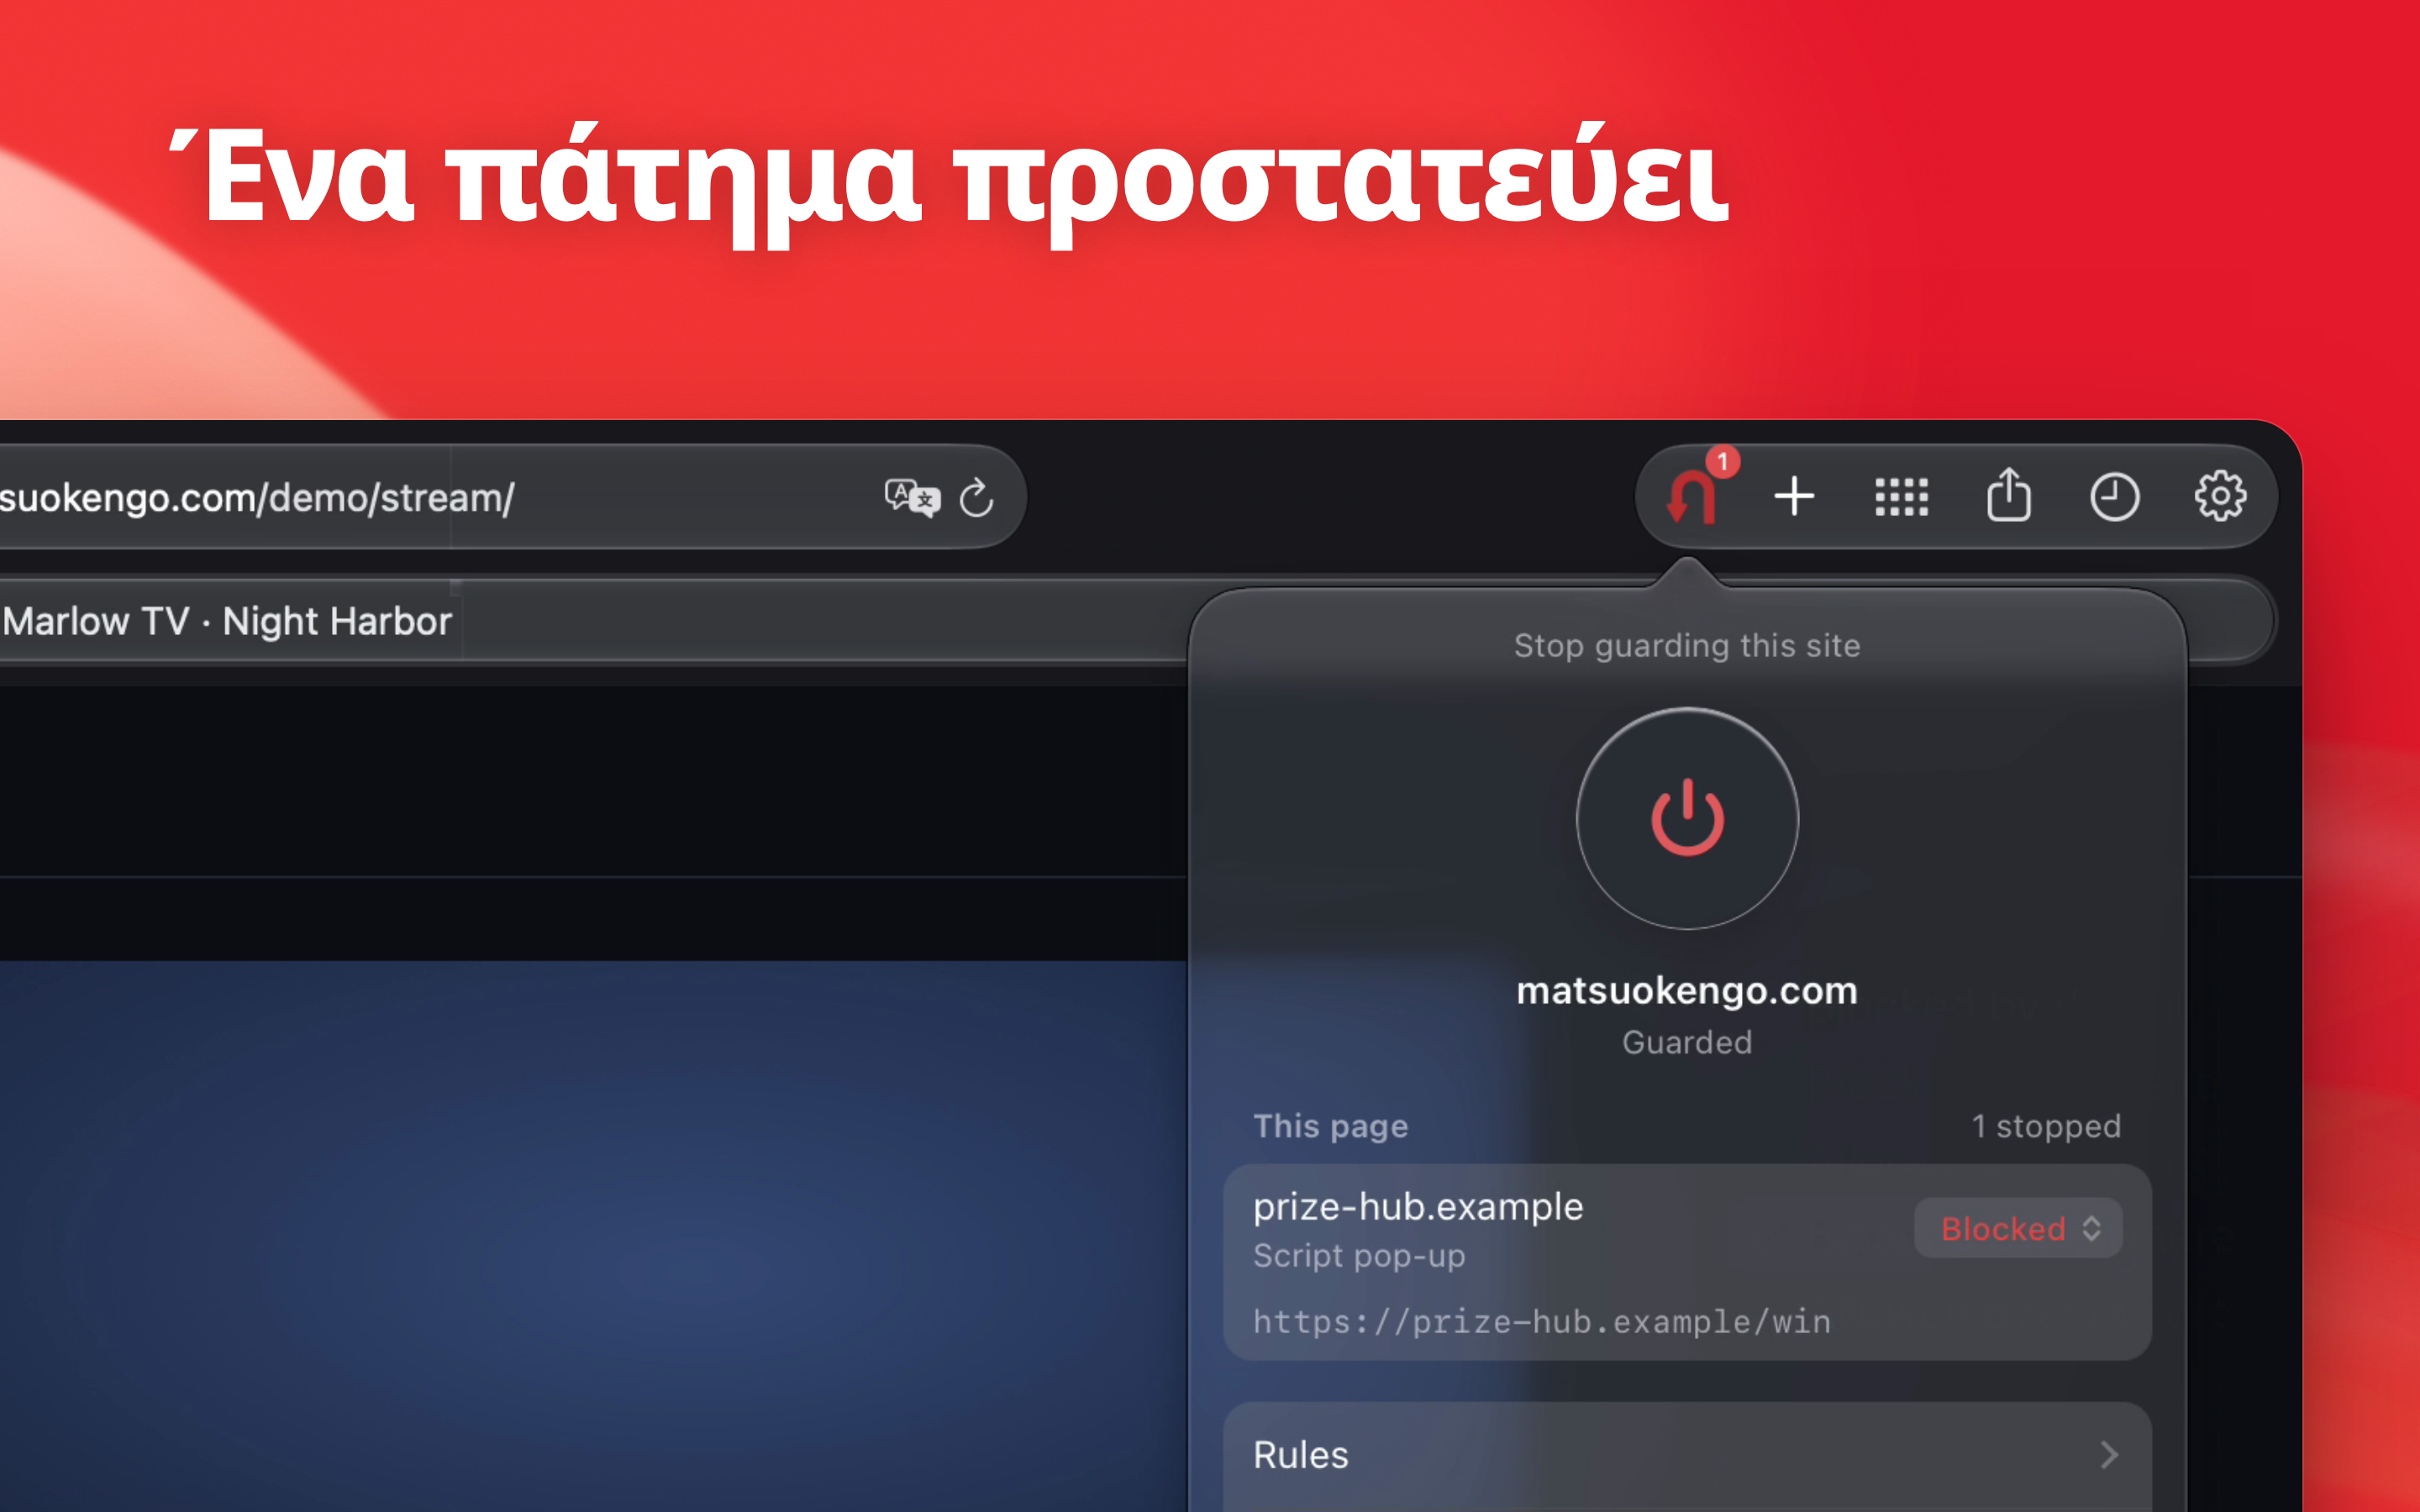 Ένα πάτημα προστατεύει
suokengo.com/demo/stream/
1
Marlow TV · Night Harbor
Stop guarding this site
matsuokengo.com
Guarded
This page
1 stopped
prize-hub.example
Blocked
Script pop-up
https://prize-hub.example/win
Rules